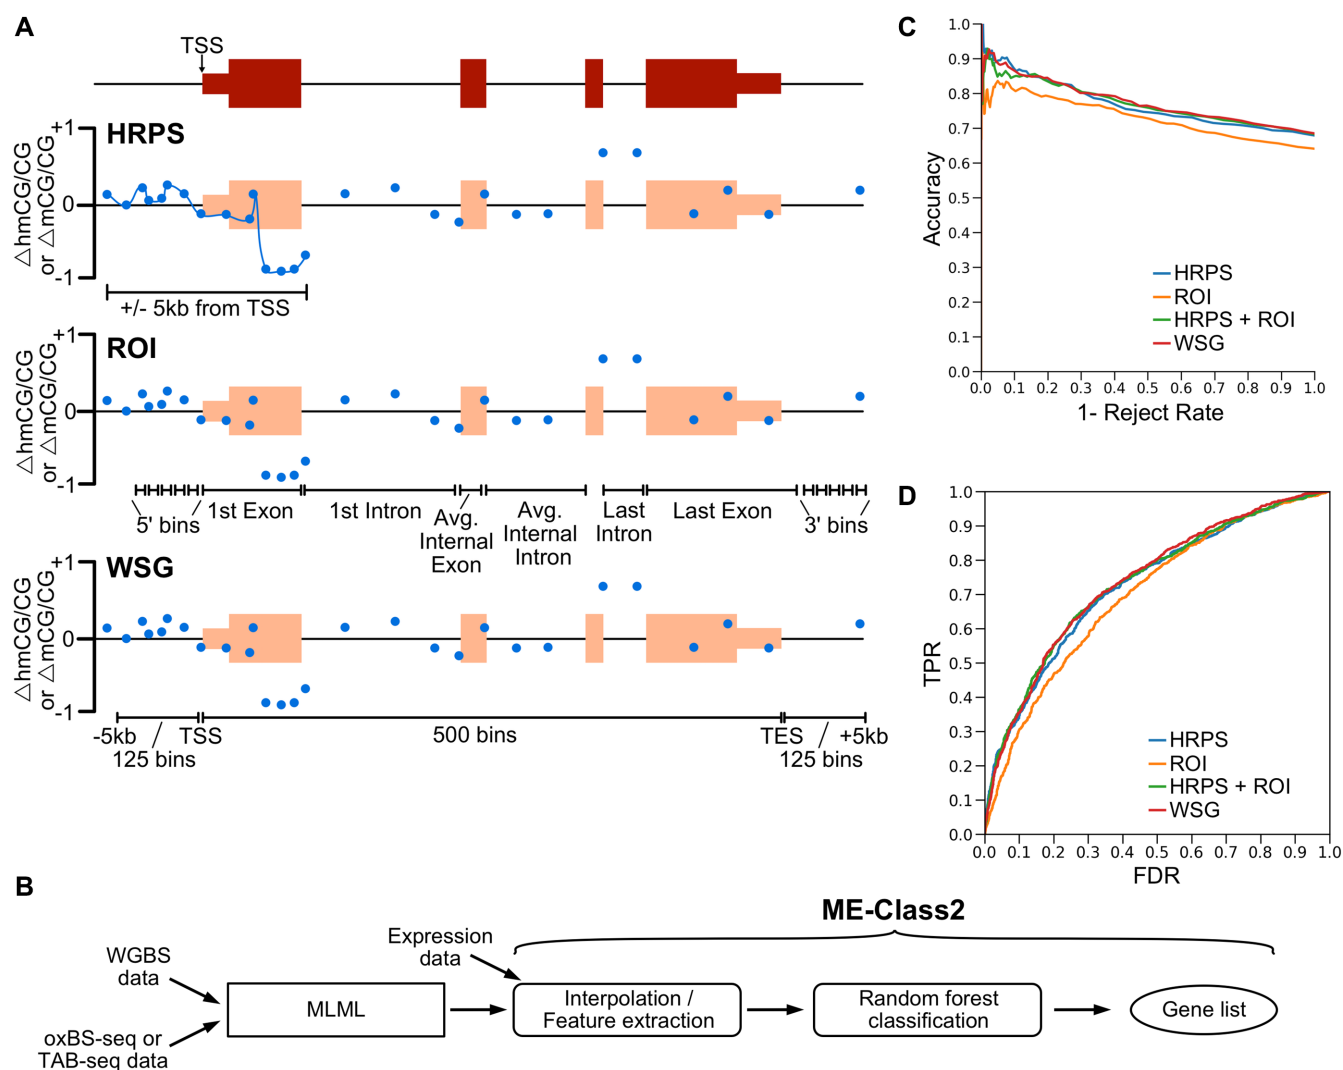 A
TSS
+1
HRPS
0
-1
△hmCG/CG
or △mCG/CG
+/- 5kb from TSS
+1
ROI
0
-1
△hmCG/CG
or △mCG/CG
5' bins
1st Exon
1st Intron
Avg.
Internal
Exon
Avg.
Internal
Intron
Last
Intron
Last Exon
3' bins
+1
WSG
0
-1
△hmCG/CG
or △mCG/CG
-5kb
TSS
125 bins
500 bins
TES
+5kb
125 bins
C
1.0
0.9
0.8
0.7
0.6
0.5
0.4
0.3
0.2
0.1
0.0
Accuracy
HRPS
ROI
HRPS + ROI
WSG
0.0 0.1 0.2 0.3 0.4 0.5 0.6 0.7 0.8 0.9 1.0
1- Reject Rate
D
1.0
0.9
0.8
0.7
0.6
0.5
0.4
0.3
0.2
0.1
0.0
TPR
HRPS
ROI
HRPS + ROI
WSG
0.0 0.1 0.2 0.3 0.4 0.5 0.6 0.7 0.8 0.9 1.0
FDR
B
ME-Class2
WGBS
data
oxBS-seq or
TAB-seq data
MLML
Expression
data
Interpolation /
Feature extraction
Random forest
classification
Gene list